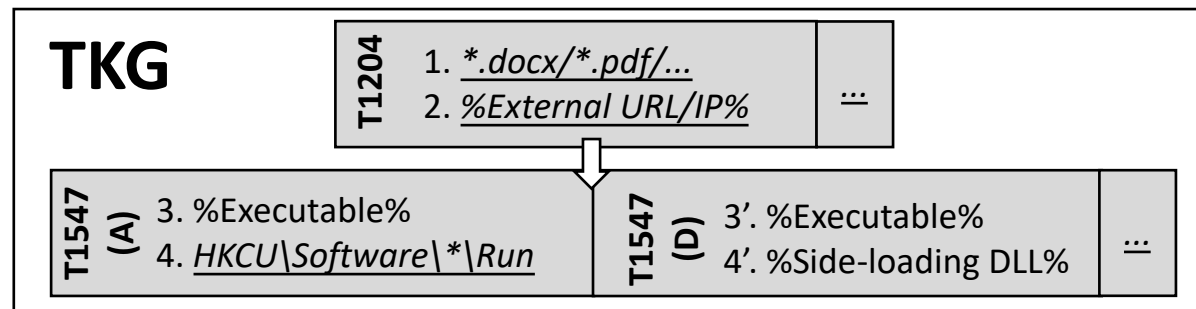 TKG
T1204
1. *.docx/*.pdf/...
2. %External URL/IP%
...
T1547
(A)
3. %Executable%
4. HKCU\Software\*\Run
T1547
(D)
3'. %Executable%
4'. %Side-loading DLL%
...